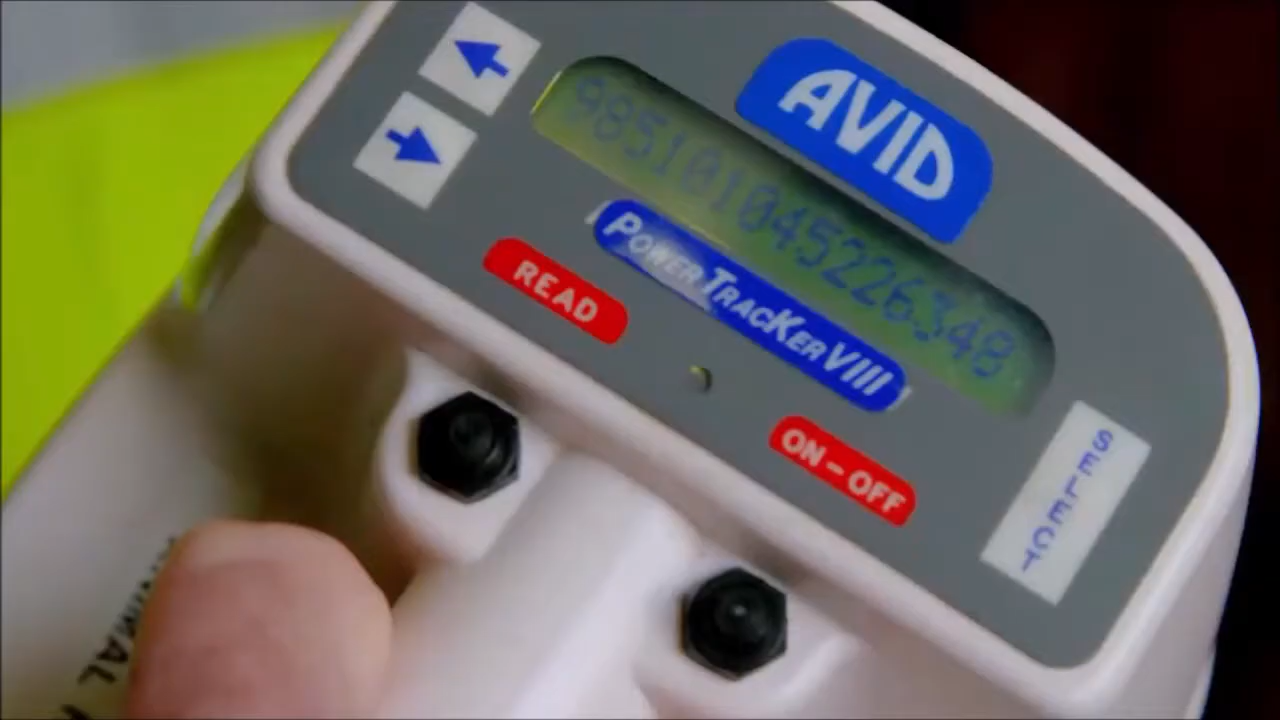 AVID
985101045226348
POWERTRACKER VIII
READ
ON-OFF
SELECT